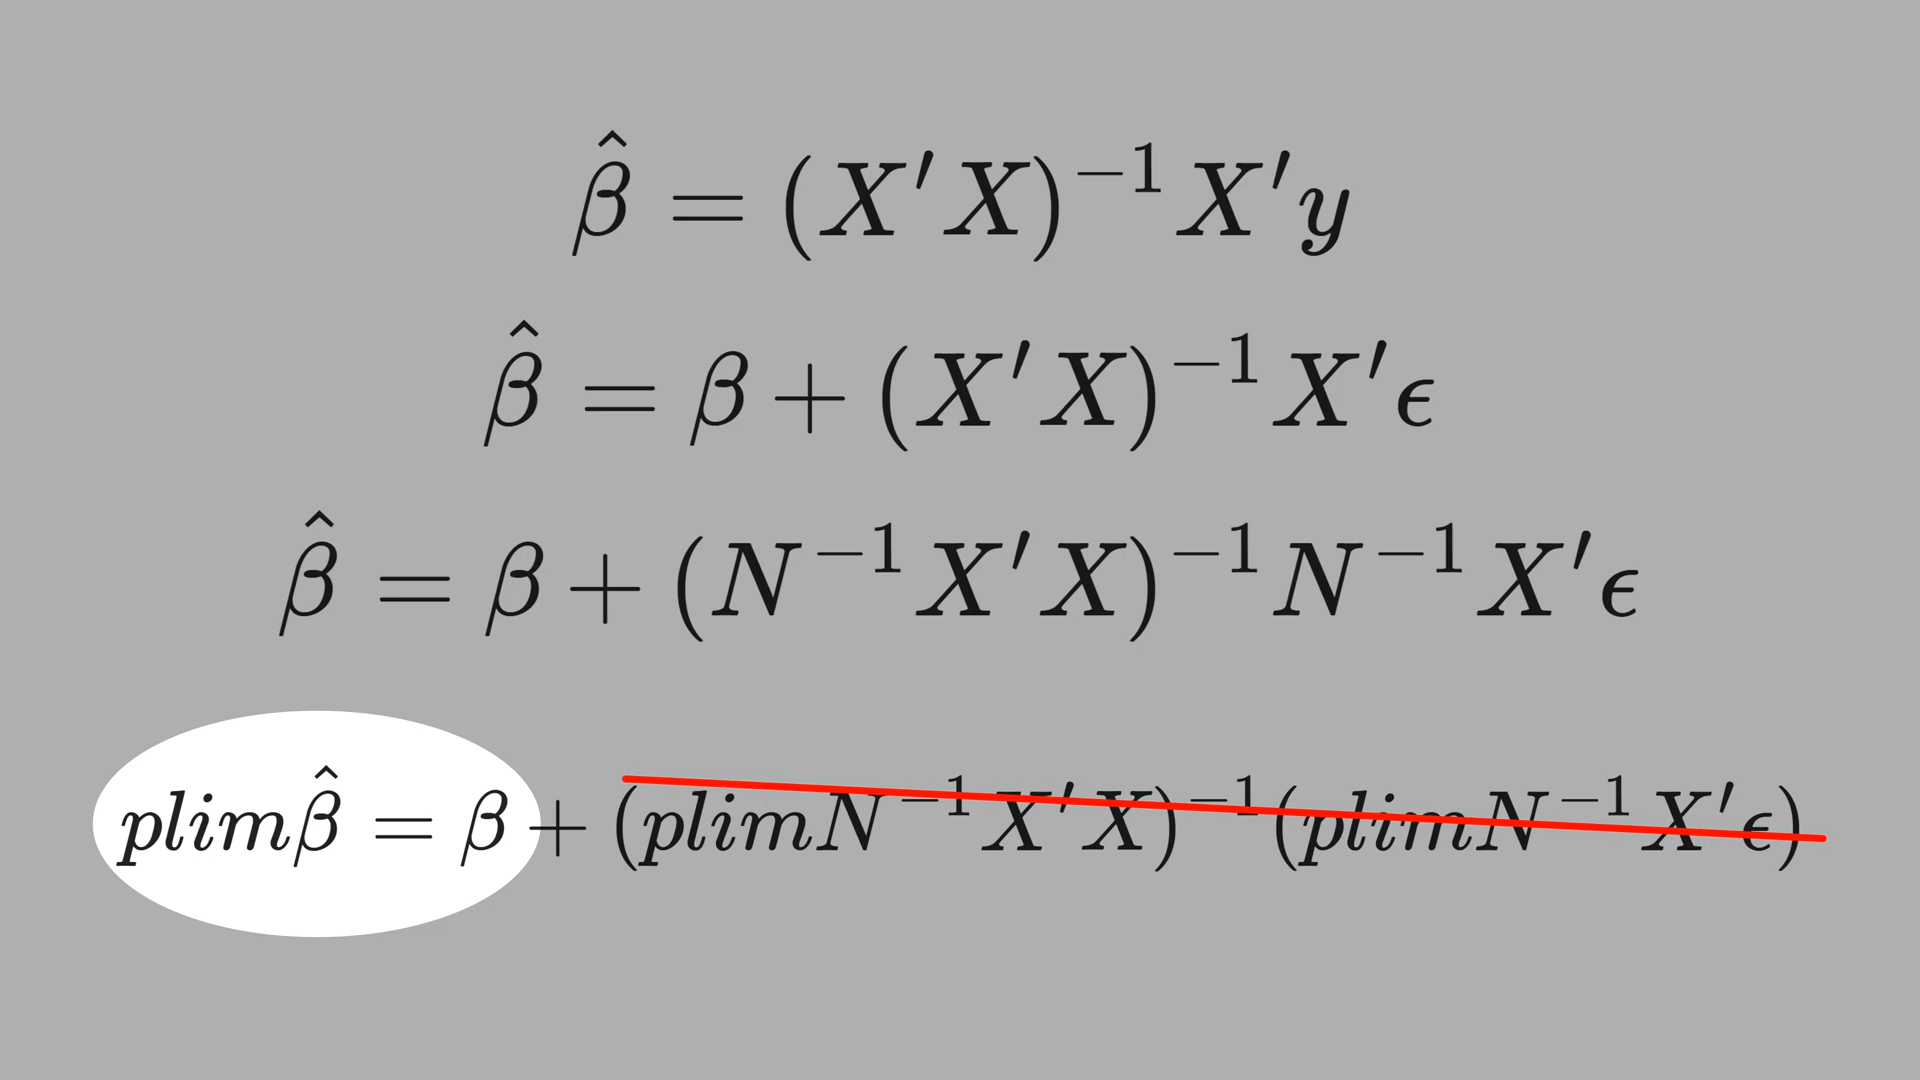 β̂ = (X′X)⁻¹X′y
β̂ = β + (X′X)⁻¹X′ϵ
β̂ = β + (N⁻¹X′X)⁻¹N⁻¹X′ϵ
plimβ̂ = β + (plimN⁻¹X′X)⁻¹(plimN⁻¹X′ϵ)